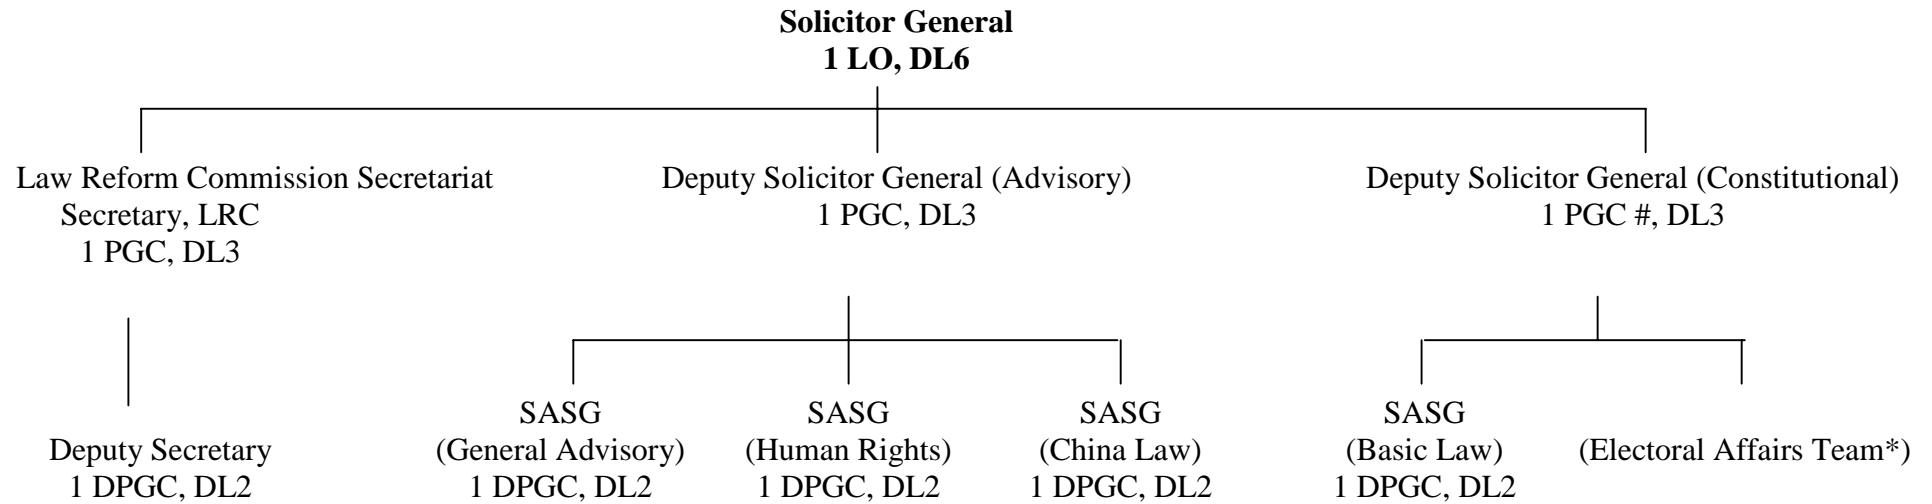 Solicitor General
1 LO, DL6
Law Reform Commission Secretariat
Secretary, LRC
1 PGC, DL3
Deputy Solicitor General (Advisory)
1 PGC, DL3
Deputy Solicitor General (Constitutional)
1 PGC #, DL3
Deputy Secretary
1 DPGC, DL2
SASG
(General Advisory)
1 DPGC, DL2
SASG
(Human Rights)
1 DPGC, DL2
SASG
(China Law)
1 DPGC, DL2
SASG
(Basic Law)
1 DPGC, DL2
(Electoral Affairs Team*)